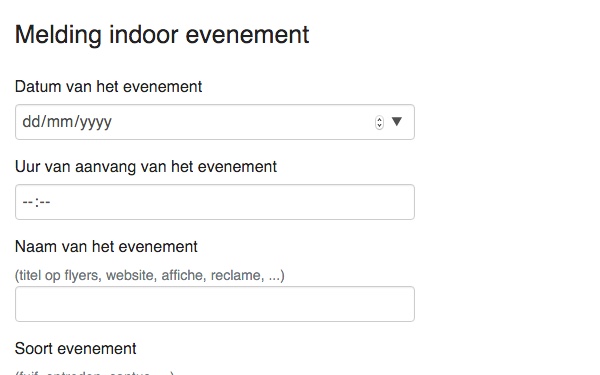 Melding indoor evenement
Datum van het evenement
dd/mm/yyyy
Uur van aanvang van het evenement
--:--
Naam van het evenement
(titel op flyers, website, affiche, reclame, ...)
Soort evenement